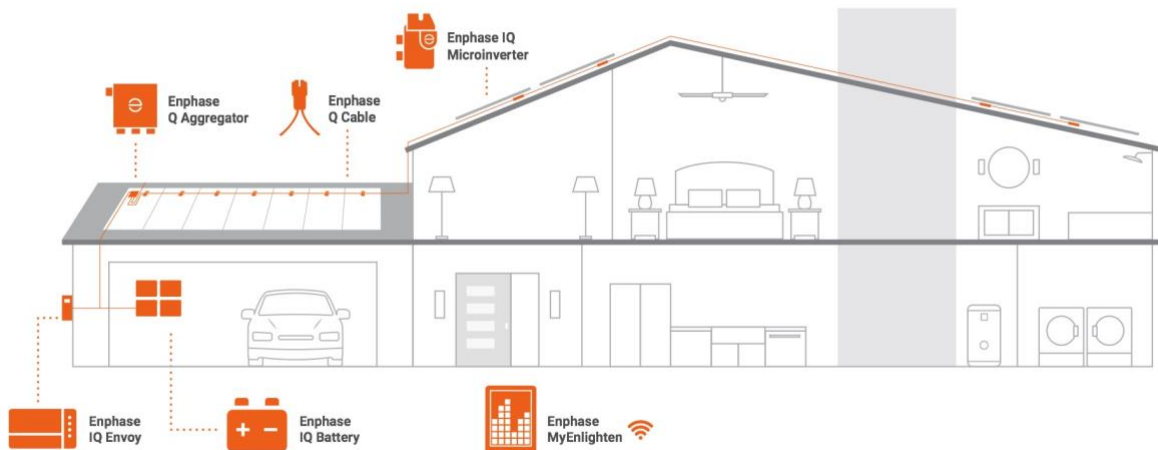 Enphase IQ
Microinverter
Enphase
Q Aggregator
Enphase
Q Cable
Enphase
IQ Envoy
Enphase
IQ Battery
Enphase
MyEnlighten